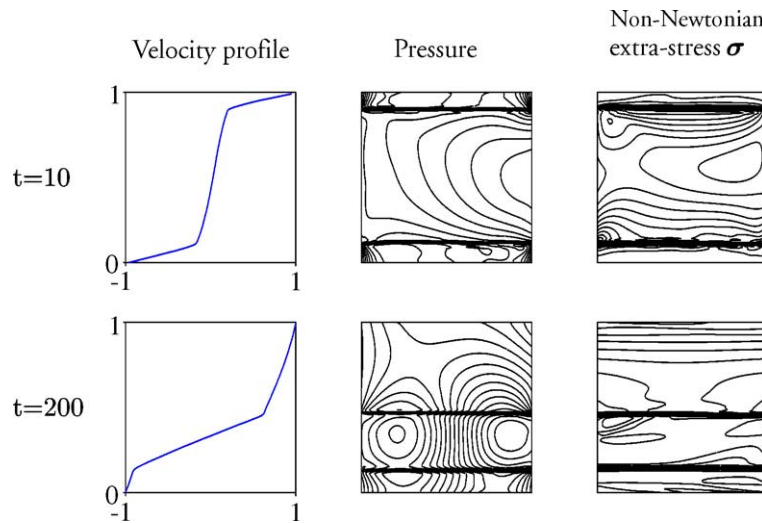 Velocity profile
Pressure
Non-Newtonian
extra-stress σ
t=10
1
0
-1
1
t=200
1
0
-1
1